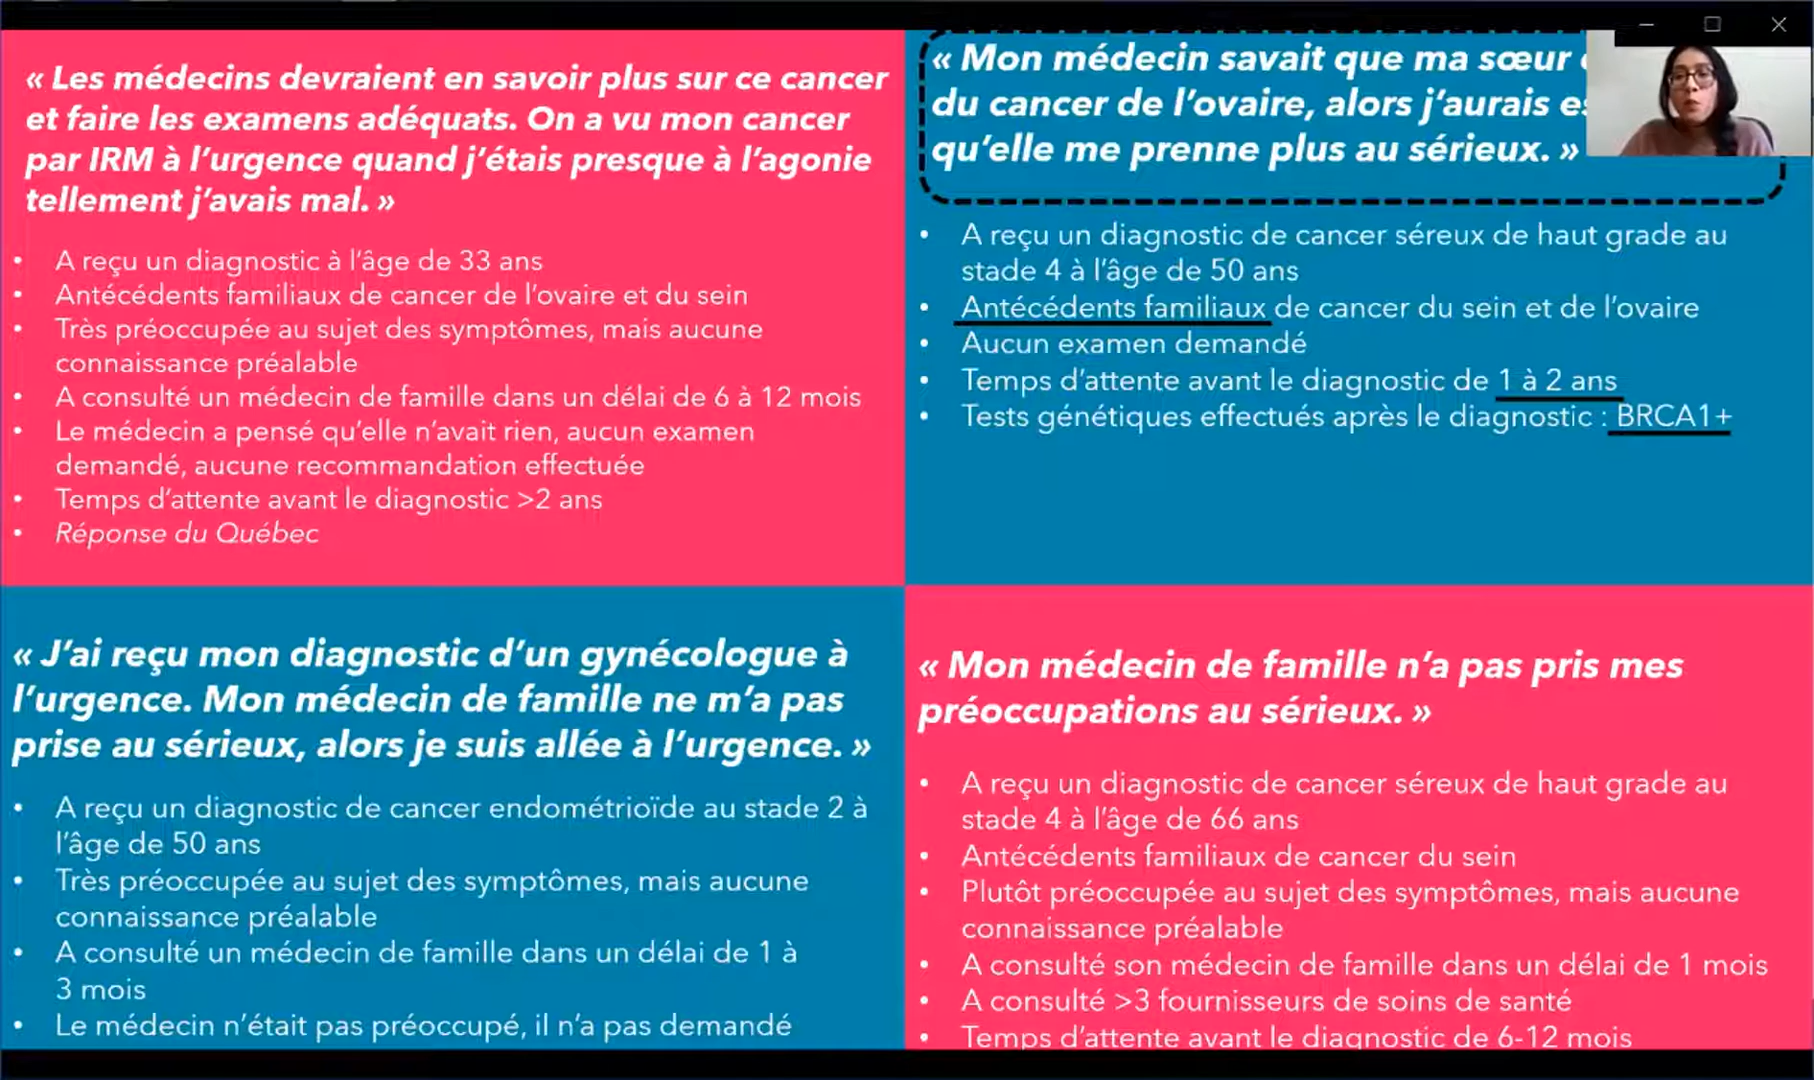 « Les médecins devraient en savoir plus sur ce cancer
et faire les examens adéquats. On a vu mon cancer
par IRM à l’urgence quand j’étais presque à l’agonie
tellement j’avais mal. »
• A reçu un diagnostic à l’âge de 33 ans
• Antécédents familiaux de cancer de l’ovaire et du sein
• Très préoccupée au sujet des symptômes, mais aucune
connaissance préalable
• A consulté un médecin de famille dans un délai de 6 à 12 mois
• Le médecin a pensé qu’elle n’avait rien, aucun examen
demandé, aucune recommandation effectuée
• Temps d’attente avant le diagnostic >2 ans
• Réponse du Québec
« Mon médecin savait que ma sœur
du cancer de l’ovaire, alors j’aurais
qu’elle me prenne plus au sérieux. »
• A reçu un diagnostic de cancer séreux de haut grade au
stade 4 à l’âge de 50 ans
• Antécédents familiaux de cancer du sein et de l’ovaire
• Aucun examen demandé
• Temps d’attente avant le diagnostic de 1 à 2 ans
• Tests génétiques effectués après le diagnostic : BRCA1+
« J’ai reçu mon diagnostic d’un gynécologue à
l’urgence. Mon médecin de famille ne m’a pas
prise au sérieux, alors je suis allée à l’urgence. »
• A reçu un diagnostic de cancer endométrioïde au stade 2 à
l’âge de 50 ans
• Très préoccupée au sujet des symptômes, mais aucune
connaissance préalable
• A consulté un médecin de famille dans un délai de 1 à
3 mois
• Le médecin n’était pas préoccupé, il n’a pas demandé
« Mon médecin de famille n’a pas pris mes
préoccupations au sérieux. »
• A reçu un diagnostic de cancer séreux de haut grade au
stade 4 à l’âge de 66 ans
• Antécédents familiaux de cancer du sein
• Plutôt préoccupée au sujet des symptômes, mais aucune
connaissance préalable
• A consulté son médecin de famille dans un délai de 1 mois
• A consulté >3 fournisseurs de soins de santé
• Temps d’attente avant le diagnostic de 6-12 mois